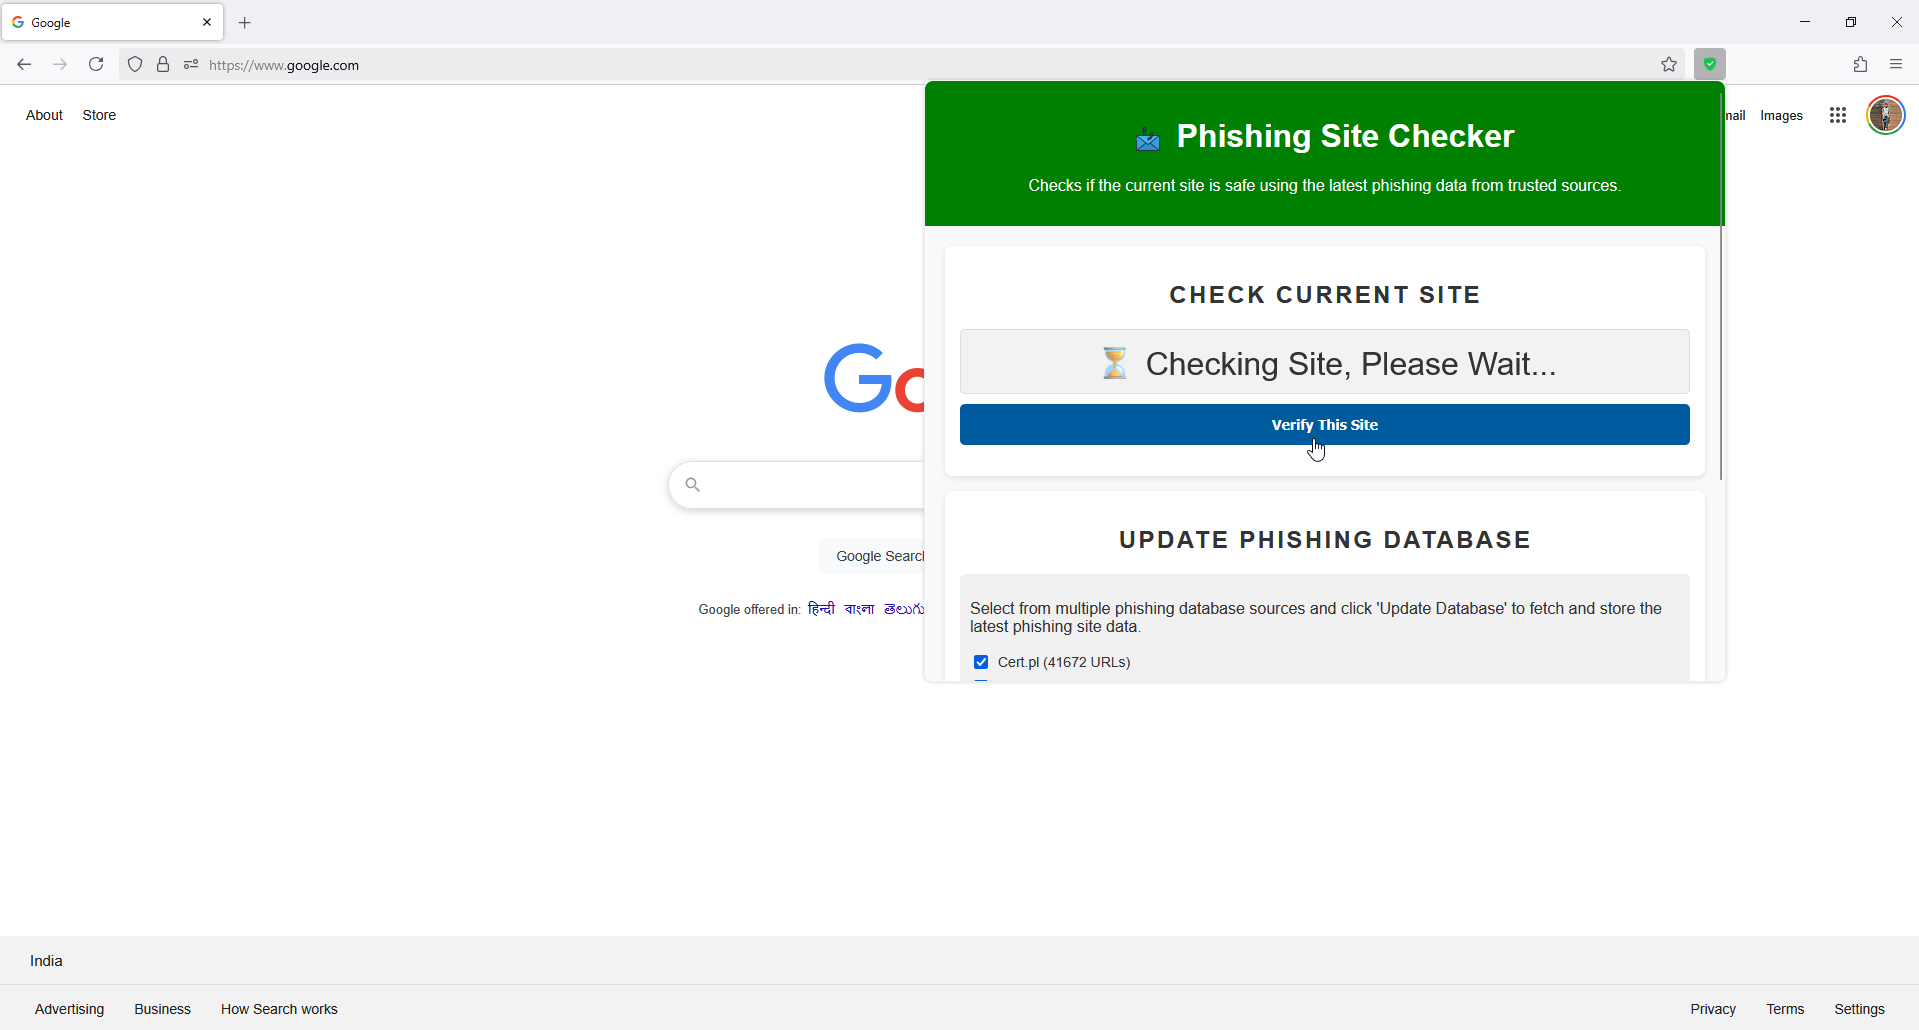 Google
https://www.google.com
About Store
Images
Phishing Site Checker
Checks if the current site is safe using the latest phishing data from trusted sources.
CHECK CURRENT SITE
Checking Site, Please Wait...
Verify This Site
Google
UPDATE PHISHING DATABASE
Select from multiple phishing database sources and click 'Update Database' to fetch and store the
latest phishing site data.
Cert.pl (41672 URLs)
Google offered in: हिन्दी বাংলা తెలుగు
India
Advertising Business How Search works
Privacy Terms Settings